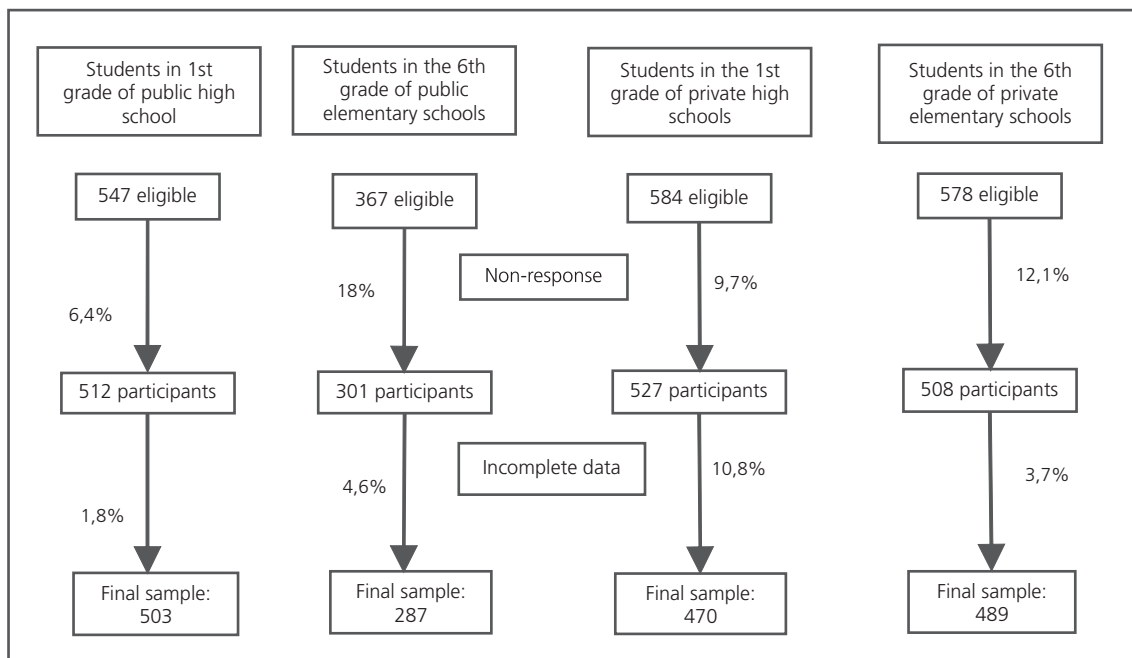 Students in 1st
grade of public high
school
Students in the 6th
grade of public
elementary schools
Students in the 1st
grade of private high
schools
Students in the 6th
grade of private
elementary schools
547 eligible
367 eligible
584 eligible
578 eligible
Non-response
6,4%
18%
9,7%
12,1%
512 participants
301 participants
527 participants
508 participants
Incomplete data
1,8%
4,6%
10,8%
3,7%
Final sample:
503
Final sample:
287
Final sample:
470
Final sample:
489